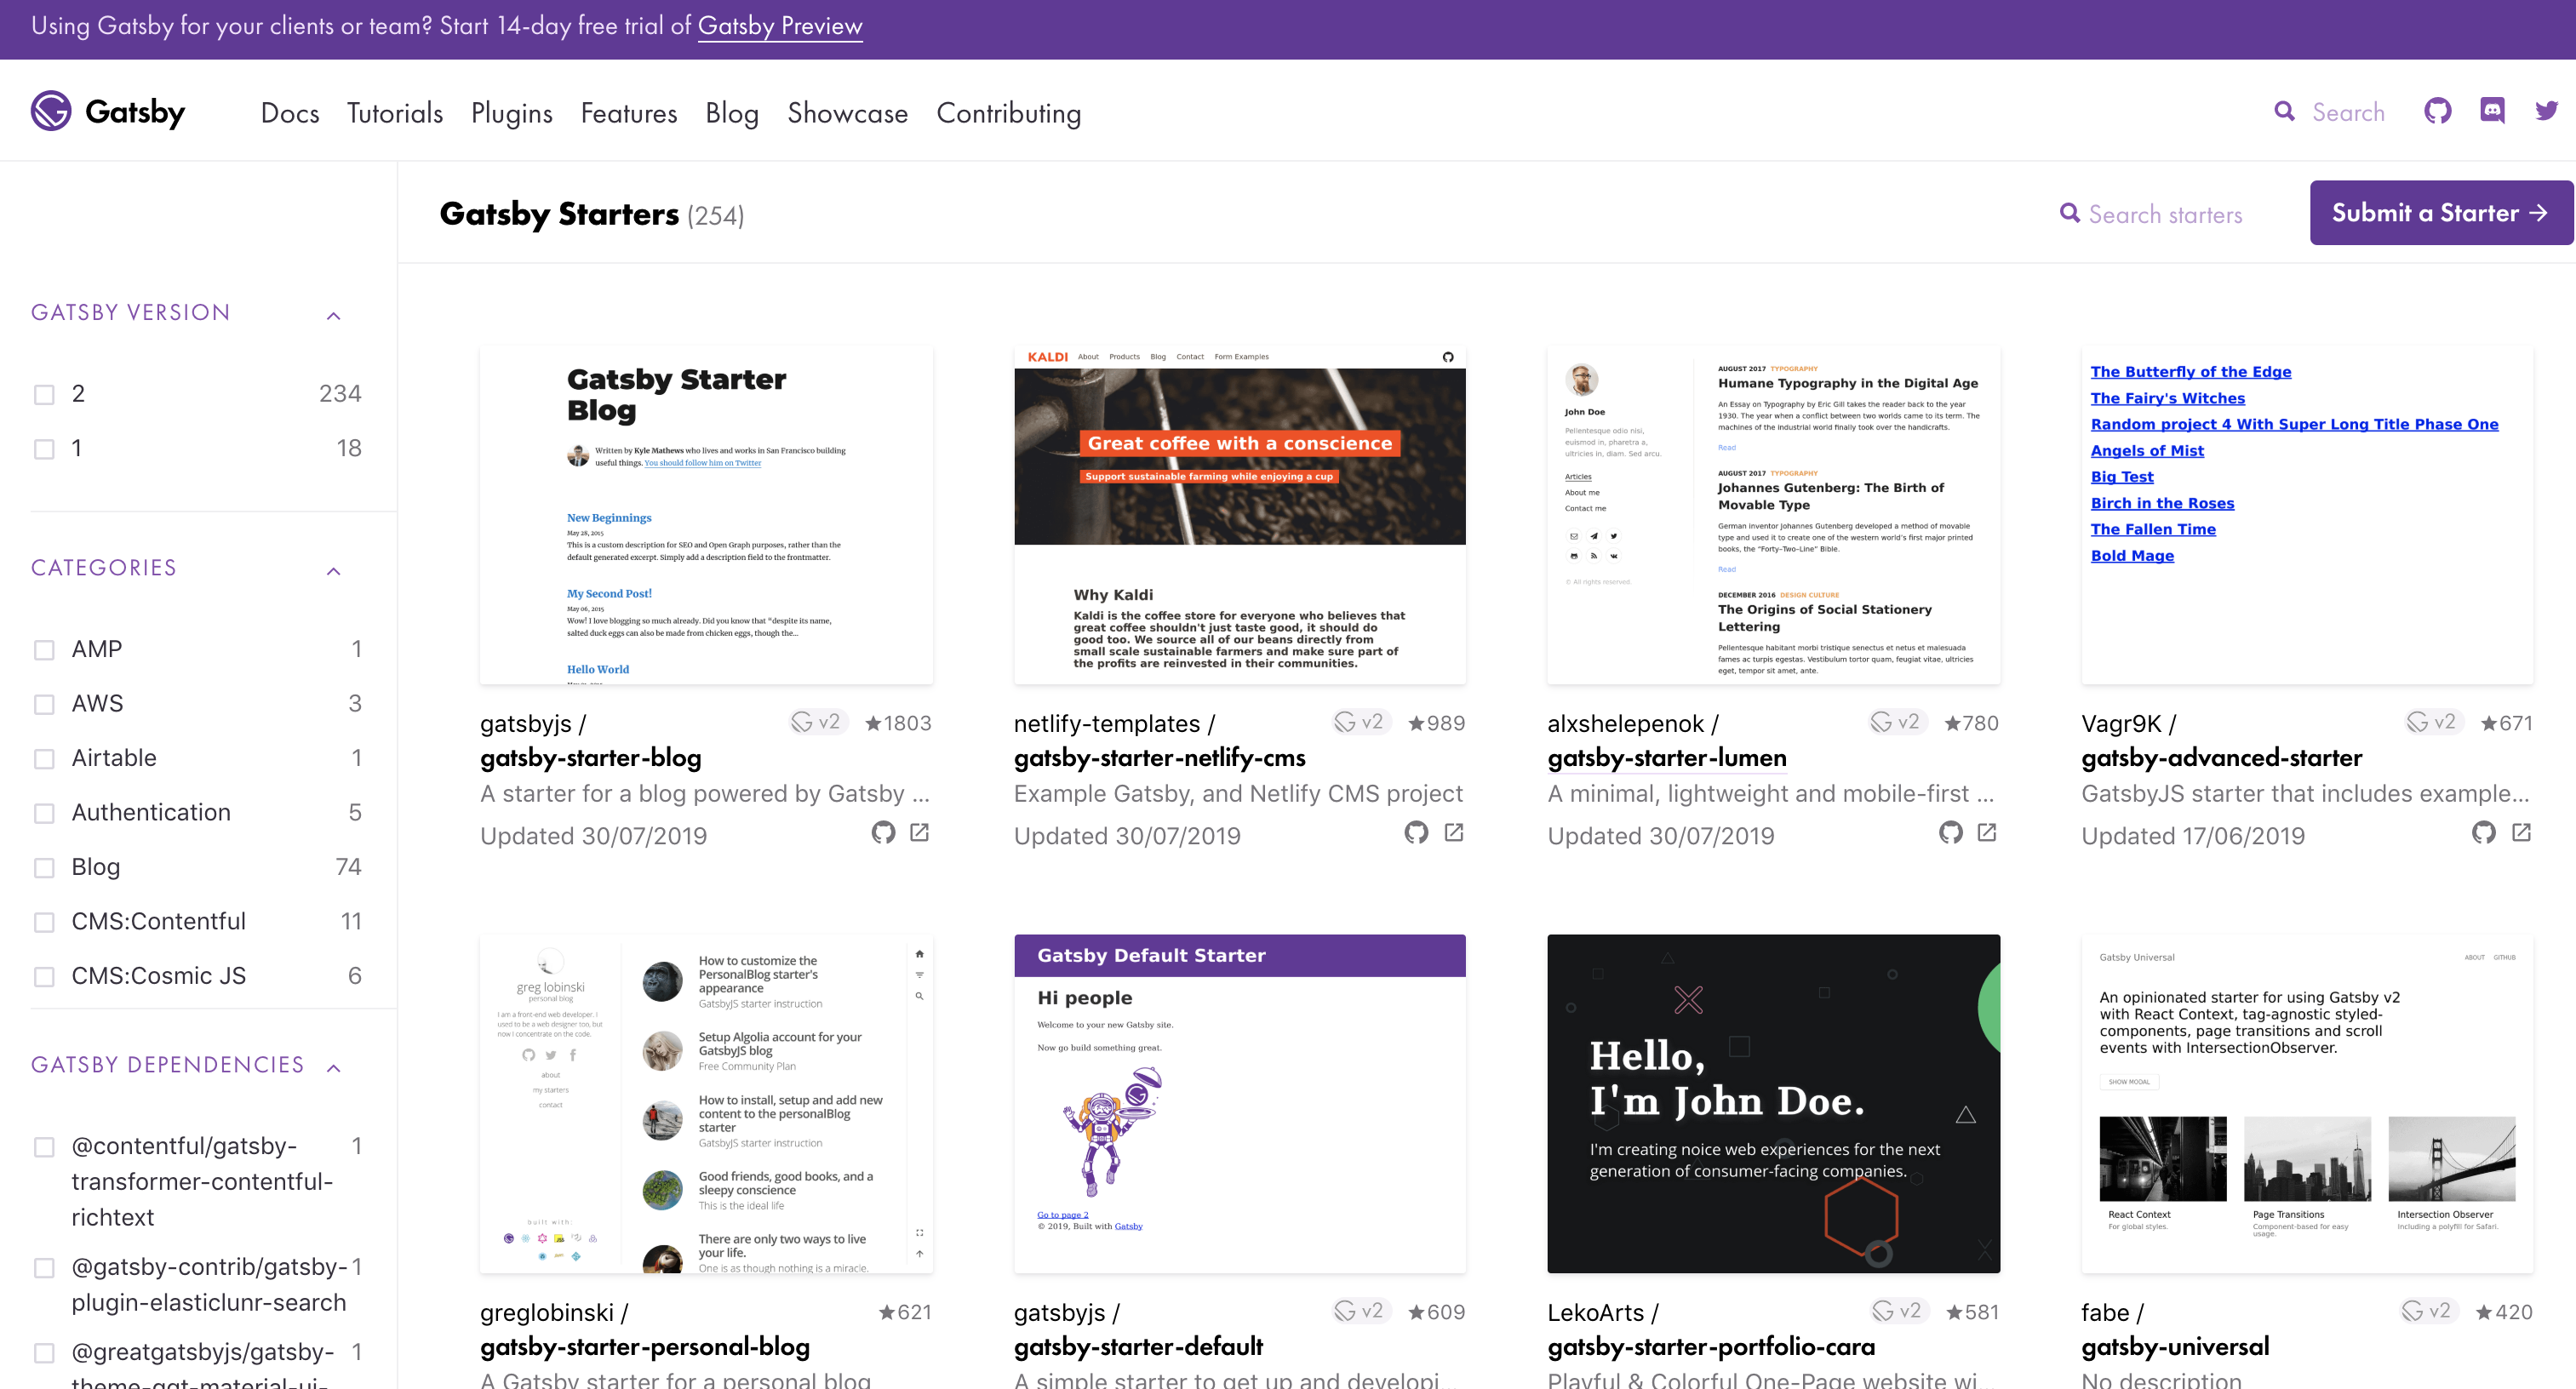 Using Gatsby for your clients or team? Start 14-day free trial of Gatsby Preview
Gatsby
Docs Tutorials Plugins Features Blog Showcase Contributing
Search
Gatsby Starters (254)
Search starters
Submit a Starter →
GATSBY VERSION
2 234
1 18
CATEGORIES
AMP 1
AWS 3
Airtable 1
Authentication 5
Blog 74
CMS:Contentful 11
CMS:Cosmic JS 6
GATSBY DEPENDENCIES
@contentful/gatsby- 1
transformer-contentful-
richtext
@gatsby-contrib/gatsby- 1
plugin-elasticlunr-search
@greatgatsbyjs/gatsby- 1
theme-ggt-material-ui-
Gatsby Starter
Blog
Written by Kyle Mathews who lives and works in San Francisco building
useful things. You should follow him on Twitter
New Beginnings
May 28, 2015
This is a custom description for SEO and Open Graph purposes, rather than the
default generated excerpt. Simply add a description field to the frontmatter.
My Second Post!
May 06, 2015
Wow! I love blogging so much already. Did you know that "despite its name,
salted duck eggs can also be made from chicken eggs, though the...
Hello World
gatsbyjs / v2 ★1803
gatsby-starter-blog
A starter for a blog powered by Gatsby ...
Updated 30/07/2019
KALDI About Products Blog Contact Form Examples
Great coffee with a conscience
Support sustainable farming while enjoying a cup
Why Kaldi
Kaldi is the coffee store for everyone who believes that
great coffee shouldn't just taste good, it should do
good too. We source all of our beans directly from
small scale sustainable farmers and make sure part of
the profits are reinvested in their communities.
netlify-templates / v2 ★989
gatsby-starter-netlify-cms
Example Gatsby, and Netlify CMS project
Updated 30/07/2019
John Doe
Pellentesque odio nisi,
euismod in, pharetra a,
ultricies in, diam. Sed arcu.
Articles
About me
Contact me
© All rights reserved.
AUGUST 2017 TYPOGRAPHY
Humane Typography in the Digital Age
An Essay on Typography by Eric Gill takes the reader back to the year
1930. The year when a conflict between two worlds came to its term. The
machines of the industrial world finally took over the handicrafts.
Read
AUGUST 2017 TYPOGRAPHY
Johannes Gutenberg: The Birth of
Movable Type
German inventor Johannes Gutenberg developed a method of movable
type and used it to create one of the western world's first major printed
books, the "Forty–Two–Line" Bible.
Read
DECEMBER 2016 DESIGN CULTURE
The Origins of Social Stationery
Lettering
Pellentesque habitant morbi tristique senectus et netus et malesuada
fames ac turpis egestas. Vestibulum tortor quam, feugiat vitae, ultricies
eget, tempor sit amet, ante.
alxshelepenok / v2 ★780
gatsby-starter-lumen
A minimal, lightweight and mobile-first ...
Updated 30/07/2019
The Butterfly of the Edge
The Fairy's Witches
Random project 4 With Super Long Title Phase One
Angels of Mist
Big Test
Birch in the Roses
The Fallen Time
Bold Mage
Vagr9K / v2 ★671
gatsby-advanced-starter
GatsbyJS starter that includes example...
Updated 17/06/2019
greg lobinski
personal blog
I am a front-end web developer. I
used to be a web designer too, but
now I concentrate on the code.
about
my starters
contact
built with:
How to customize the
PersonalBlog starter's
appearance
GatsbyJS starter instruction
Setup Algolia account for your
GatsbyJS blog
Free Community Plan
How to install, setup and add new
content to the personalBlog
starter
GatsbyJS starter instruction
Good friends, good books, and a
sleepy conscience
This is the ideal life
There are only two ways to live
your life.
One is as though nothing is a miracle.
greglobinski / ★621
gatsby-starter-personal-blog
A Gatsby starter for a personal blog
Gatsby Default Starter
Hi people
Welcome to your new Gatsby site.
Now go build something great.
Go to page 2
© 2019, Built with Gatsby
gatsbyjs / v2 ★609
gatsby-starter-default
A simple starter to get up and developi...
Hello,
I'm John Doe.
I'm creating noice web experiences for the next
generation of consumer-facing companies.
LekoArts / v2 ★581
gatsby-starter-portfolio-cara
Playful & Colorful One-Page website wi...
Gatsby Universal ABOUT GITHUB
An opinionated starter for using Gatsby v2
with React Context, tag-agnostic styled-
components, page transitions and scroll
events with IntersectionObserver.
SHOW MODAL
React Context
For global styles.
Page Transitions
Component-based for easy
usage.
Intersection Observer
Including a polyfill for Safari.
fabe / v2 ★420
gatsby-universal
No description